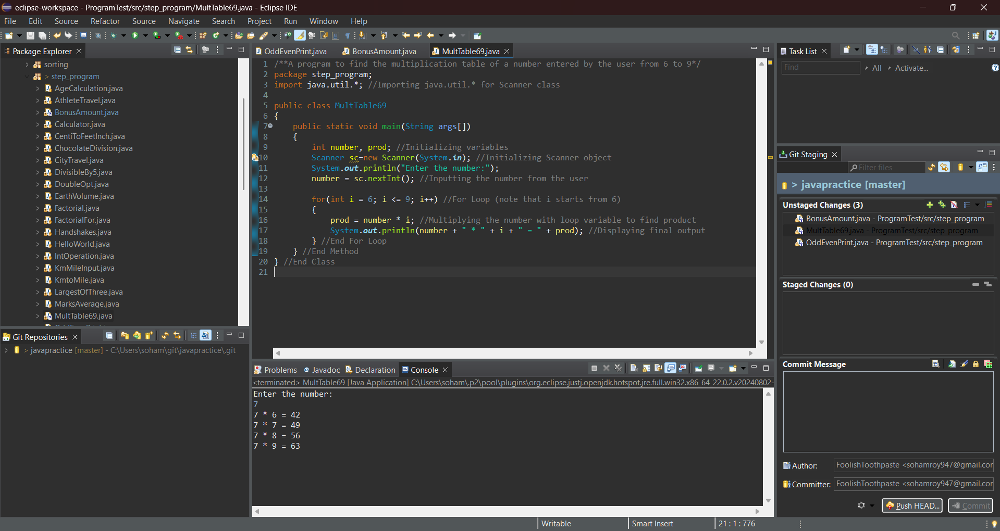 eclipse-workspace - ProgramTest/src/step_program/MultTable69.java - Eclipse IDE
File Edit Source Refactor Source Navigate Search Project Run Window Help
Package Explorer
sorting
> step_program
AgeCalculation.java
AthleteTravel.java
BonusAmount.java
Calculator.java
CentiToFeetInch.java
ChocolateDivision.java
CityTravel.java
DivisibleBy5.java
DoubleOpt.java
EarthVolume.java
Factorial.java
FactorialFor.java
Handshakes.java
HelloWorld.java
IntOperation.java
KmMileInput.java
KmtoMile.java
LargestOfThree.java
MarksAverage.java
MultTable69.java
Git Repositories
> javapractice [master] - C:\Users\soham\git\javapractice\.git
OddEvenPrint.java BonusAmount.java MultTable69.java
1 /**A program to find the multiplication table of a number entered by the user from 6 to 9*/
2 package step_program;
3 import java.util.*; //Importing java.util.* for Scanner class
4
5 public class MultTable69
6 {
7 public static void main(String args[])
8 {
9 int number, prod; //Initializing variables
10 Scanner sc=new Scanner(System.in); //Initializing Scanner object
11 System.out.println("Enter the number:");
12 number = sc.nextInt(); //Inputting the number from the user
13
14 for(int i = 6; i <= 9; i++) //For Loop (note that i starts from 6)
15 {
16 prod = number * i; //Multiplying the number with loop variable to find product
17 System.out.println(number + " * " + i + " = " + prod); //Displaying final output
18 } //End For Loop
19 } //End Method
20 } //End Class
21
Problems Javadoc Declaration Console
<terminated> MultTable69 [Java Application] C:\Users\soham\.p2\pool\plugins\org.eclipse.justj.openjdk.hotspot.jre.full.win32.x86_64_22.0.2.v20240802-
Enter the number:
7
7 * 6 = 42
7 * 7 = 49
7 * 8 = 56
7 * 9 = 63
Task List
Find All Activate...
Git Staging
Filter files
> javapractice [master]
Unstaged Changes (3)
BonusAmount.java - ProgramTest/src/step_program
MultTable69.java - ProgramTest/src/step_program
OddEvenPrint.java - ProgramTest/src/step_program
Staged Changes (0)
Commit Message
Author: FoolishToothpaste <sohamroy947@gmail.cor
Committer: FoolishToothpaste <sohamroy947@gmail.cor
Push HEAD... Commit
Writable Smart Insert 21 : 1 : 776